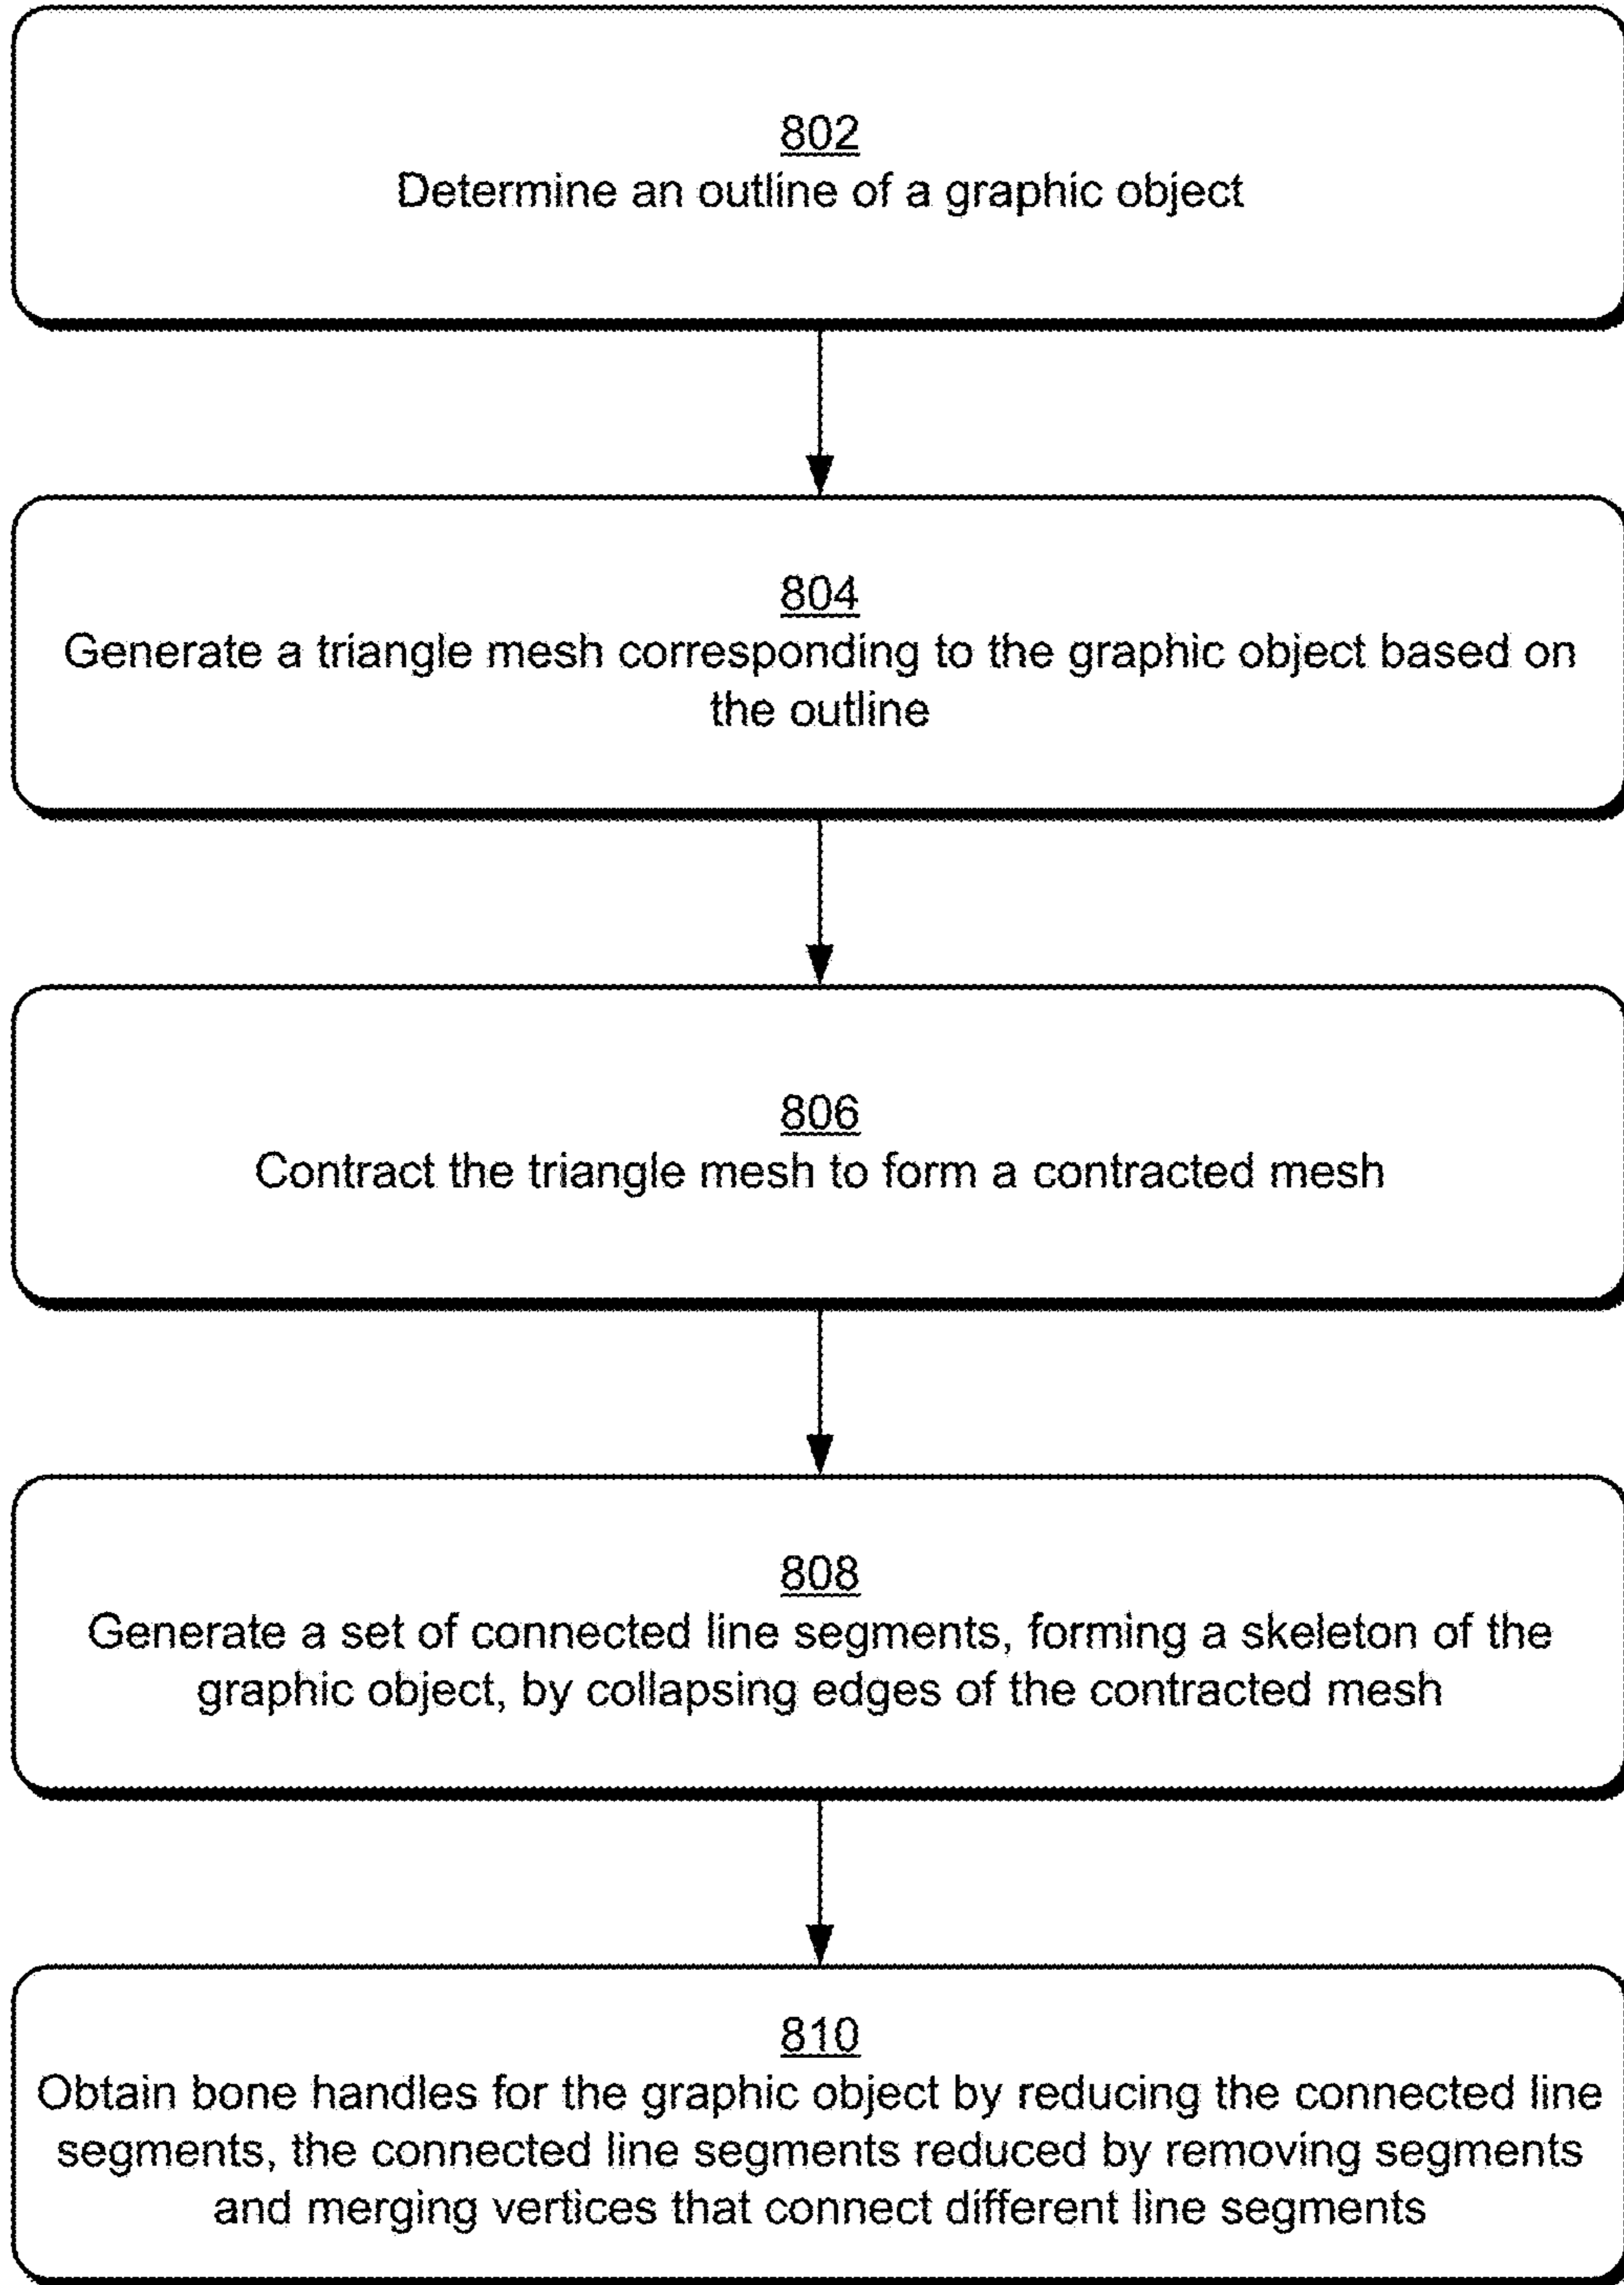 802
Determine an outline of a graphic object
804
Generate a triangle mesh corresponding to the graphic object based on
the outline
806
Contract the triangle mesh to form a contracted mesh
808
Generate a set of connected line segments, forming a skeleton of the
graphic object, by collapsing edges of the contracted mesh
810
Obtain bone handles for the graphic object by reducing the connected line
segments, the connected line segments reduced by removing segments
and merging vertices that connect different line segments